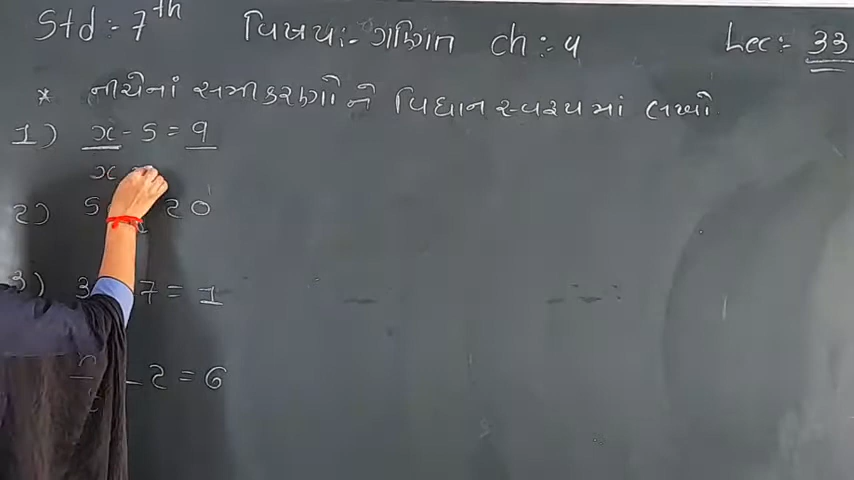 Std :- 7th વિષય :- ગણિત ch :- 4 Lec :- 33
* નીચેનાં સમીકરણોને વિધાન સ્વરૂપમાં લખો
1) x - 5 = 9
x
2) 5 = 20
3) 3 7 = 1
- 2 = 6